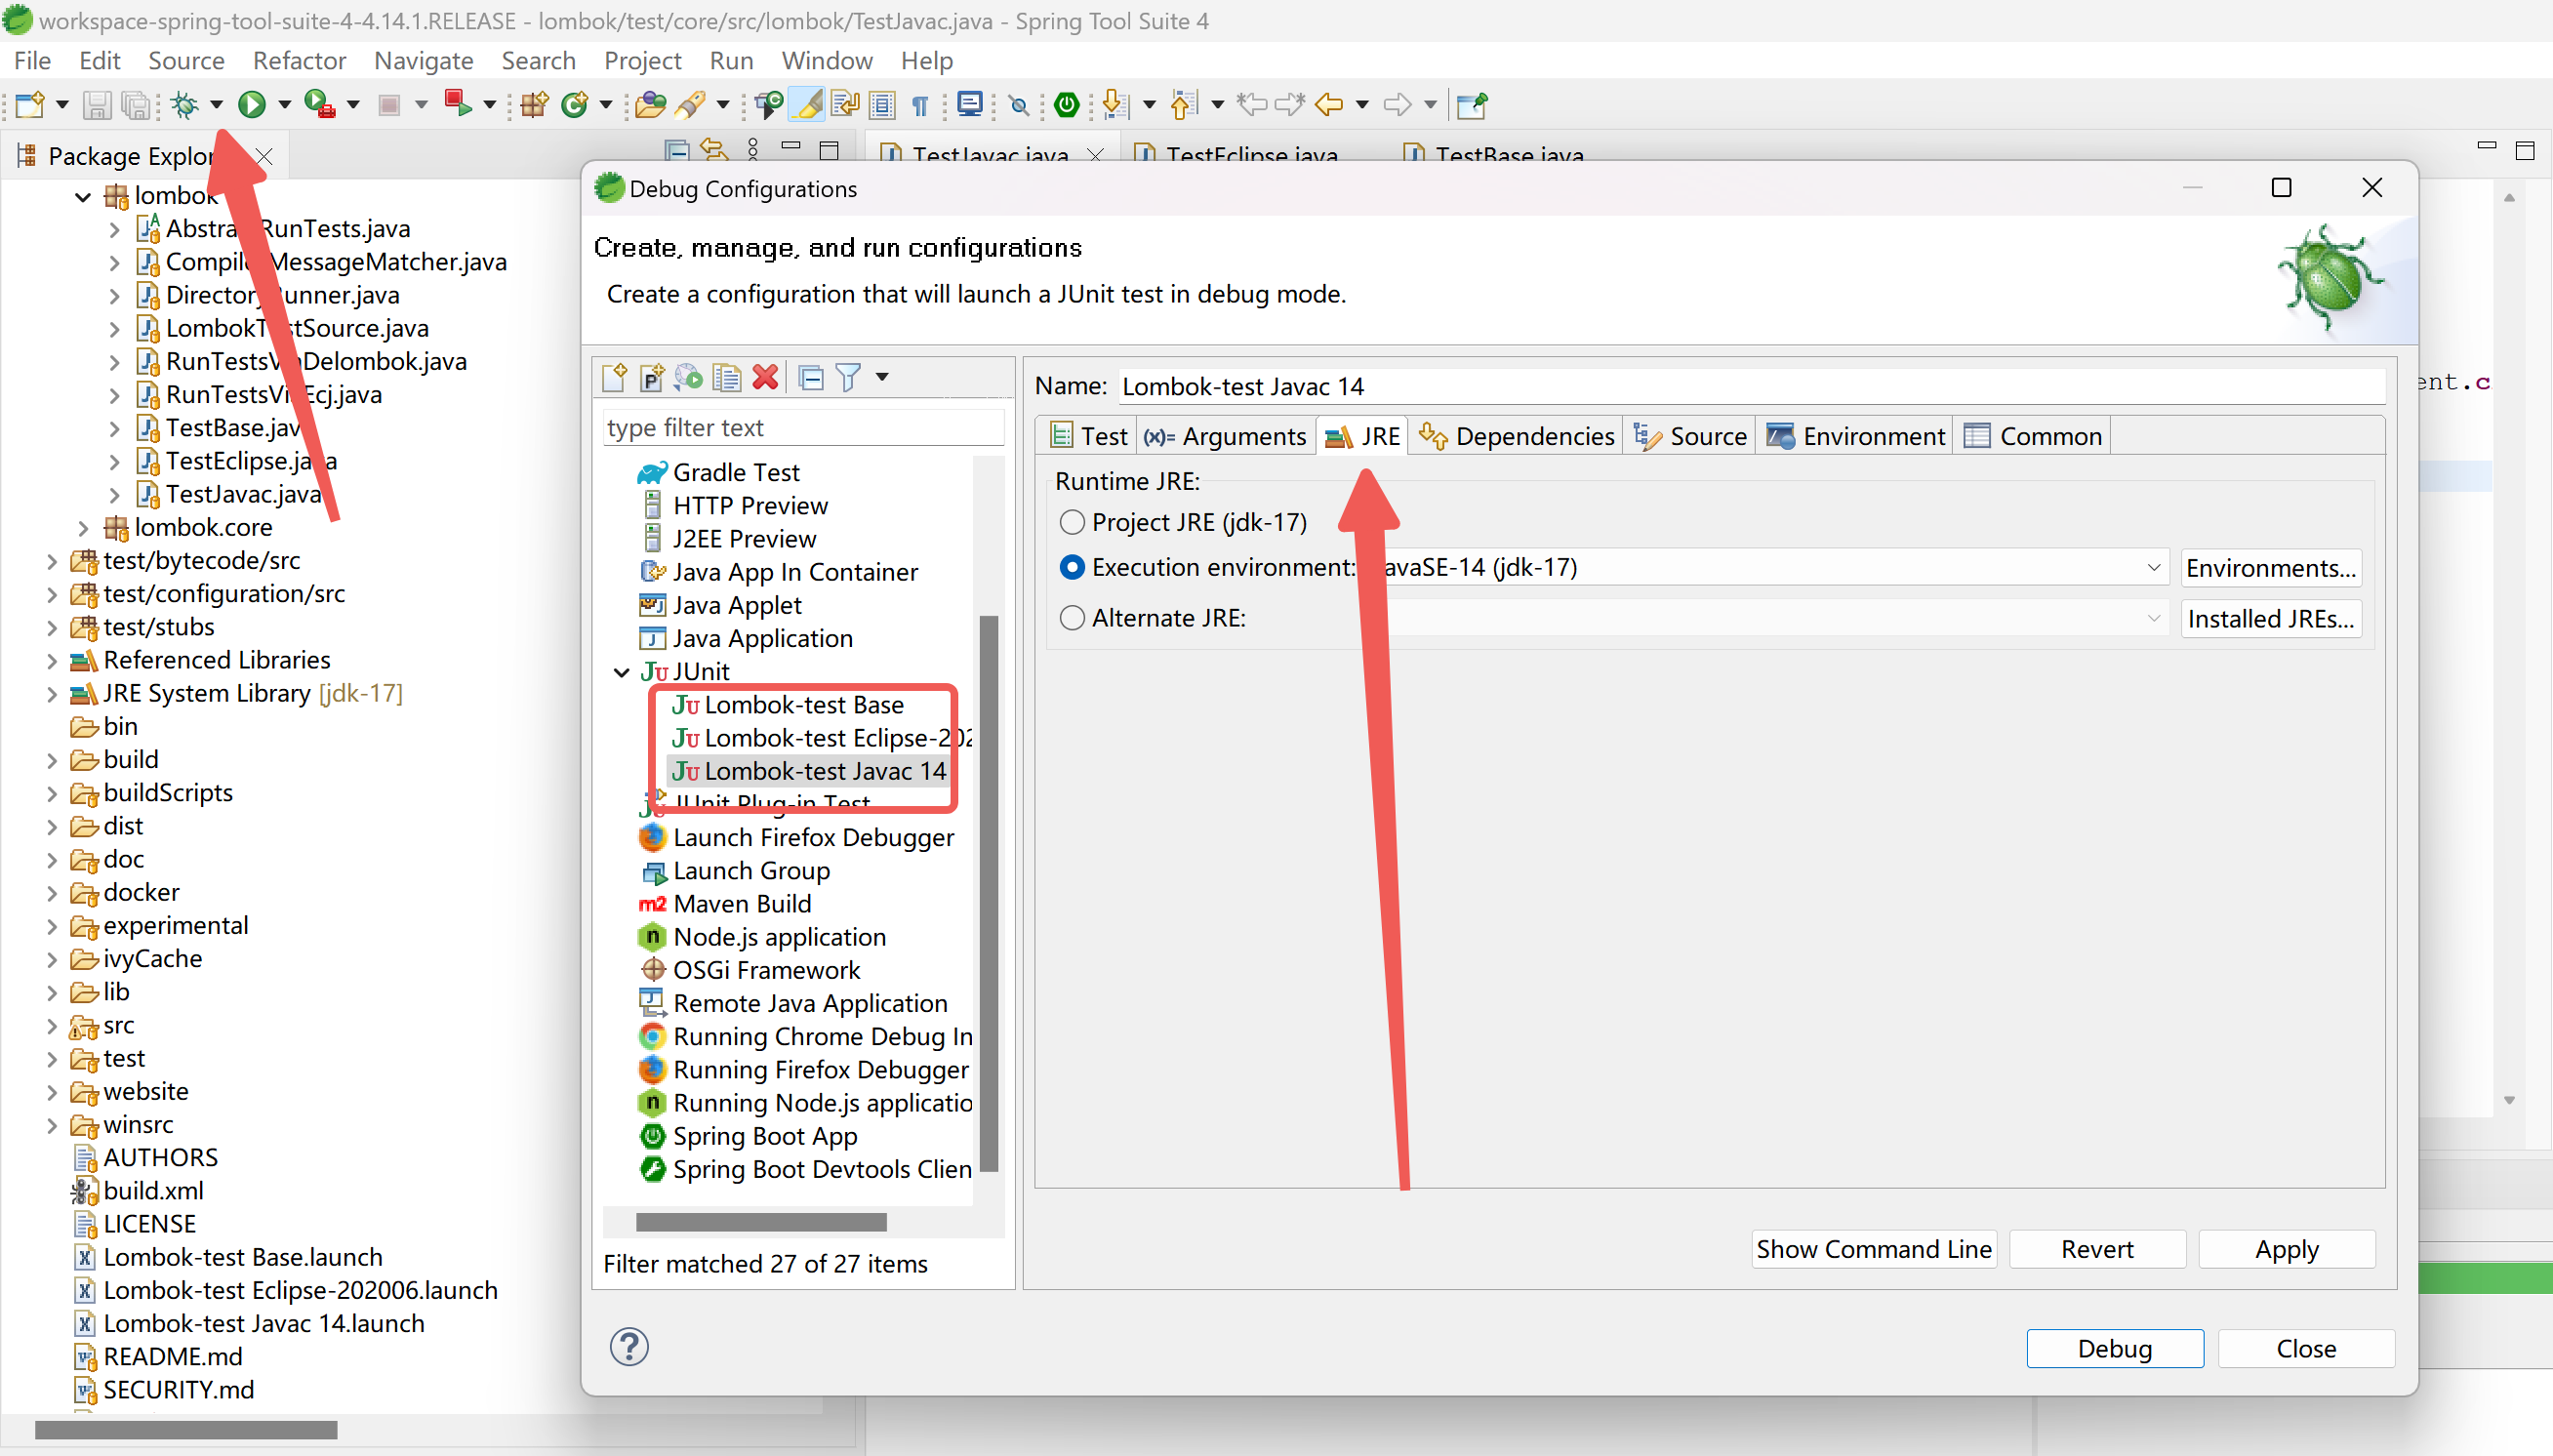 workspace-spring-tool-suite-4-4.14.1.RELEASE - lombok/test/core/src/lombok/TestJavac.java - Spring Tool Suite 4
File Edit Source Refactor Navigate Search Project Run Window Help
Package Explor
TestJavac.java TestEclipse.java TestBase.java
lombok
Abstra RunTests.java
Compile MessageMatcher.java
Director Runner.java
LombokT stSource.java
RunTestsVi Delombok.java
RunTestsVi Ecj.java
TestBase.jav
TestEclipse.java
TestJavac.java
lombok.core
test/bytecode/src
test/configuration/src
test/stubs
Referenced Libraries
JRE System Library [jdk-17]
bin
build
buildScripts
dist
doc
docker
experimental
ivyCache
lib
src
test
website
winsrc
AUTHORS
build.xml
LICENSE
Lombok-test Base.launch
Lombok-test Eclipse-202006.launch
Lombok-test Javac 14.launch
README.md
SECURITY.md
Debug Configurations
Create, manage, and run configurations
Create a configuration that will launch a JUnit test in debug mode.
type filter text
Gradle Test
HTTP Preview
J2EE Preview
Java App In Container
Java Applet
Java Application
JUnit
Lombok-test Base
Lombok-test Eclipse-202
Lombok-test Javac 14
JUnit Plug-in Test
Launch Firefox Debugger
Launch Group
Maven Build
Node.js application
OSGi Framework
Remote Java Application
Running Chrome Debug In
Running Firefox Debugger
Running Node.js applicatio
Spring Boot App
Spring Boot Devtools Clien
Filter matched 27 of 27 items
Name: Lombok-test Javac 14
Test Arguments JRE Dependencies Source Environment Common
Runtime JRE:
Project JRE (jdk-17)
Execution environment: avaSE-14 (jdk-17) Environments...
Alternate JRE: Installed JREs...
Show Command Line Revert Apply
Debug Close
ent.c